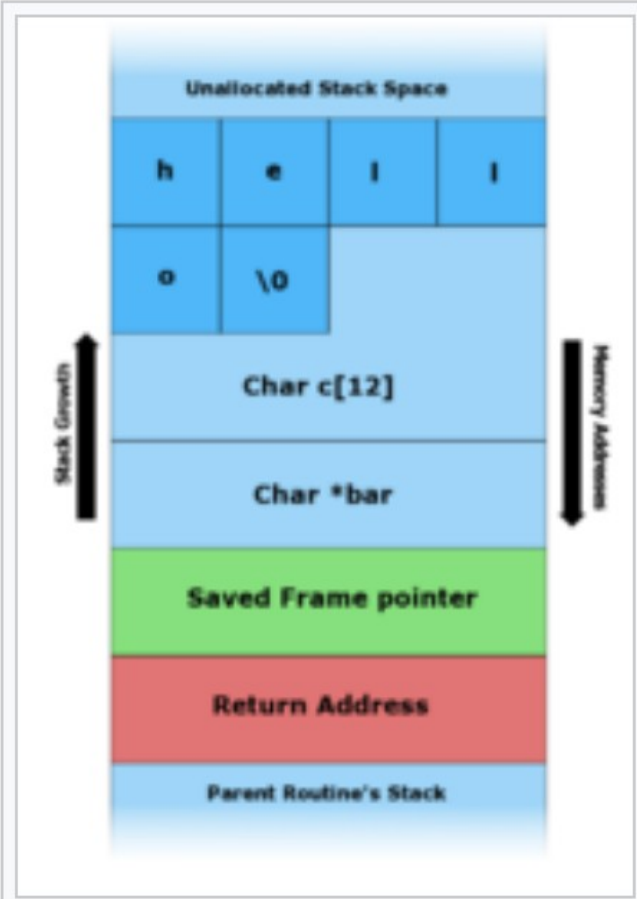 Unallocated Stack Space
h e l l
o \0
Char c[12]
Char *bar
Saved Frame pointer
Return Address
Parent Routine's Stack
Stack Growth
Memory Addresses